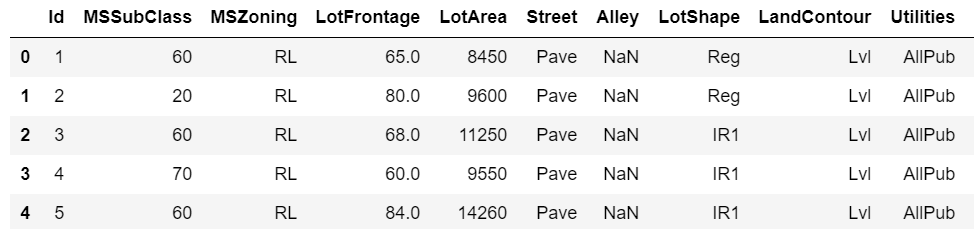 Id MSSubClass MSZoning LotFrontage LotArea Street Alley LotShape LandContour Utilities
0 1 60 RL 65.0 8450 Pave NaN Reg Lvl AllPub
1 2 20 RL 80.0 9600 Pave NaN Reg Lvl AllPub
2 3 60 RL 68.0 11250 Pave NaN IR1 Lvl AllPub
3 4 70 RL 60.0 9550 Pave NaN IR1 Lvl AllPub
4 5 60 RL 84.0 14260 Pave NaN IR1 Lvl AllPub